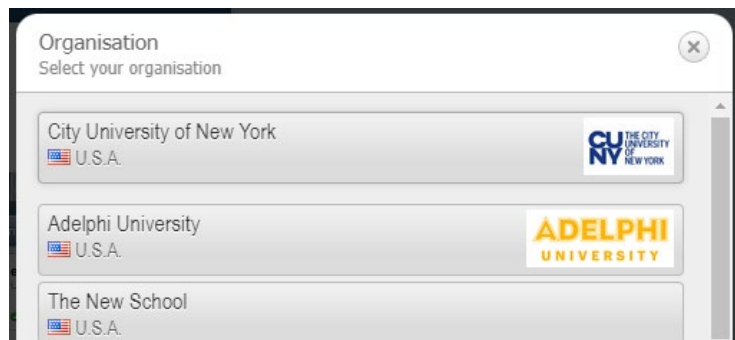 Organisation
Select your organisation
City University of New York
U.S.A.
CU THE CITY
UNIVERSITY
NY OF
NEW YORK
Adelphi University
U.S.A.
ADELPHI
UNIVERSITY
The New School
U.S.A.